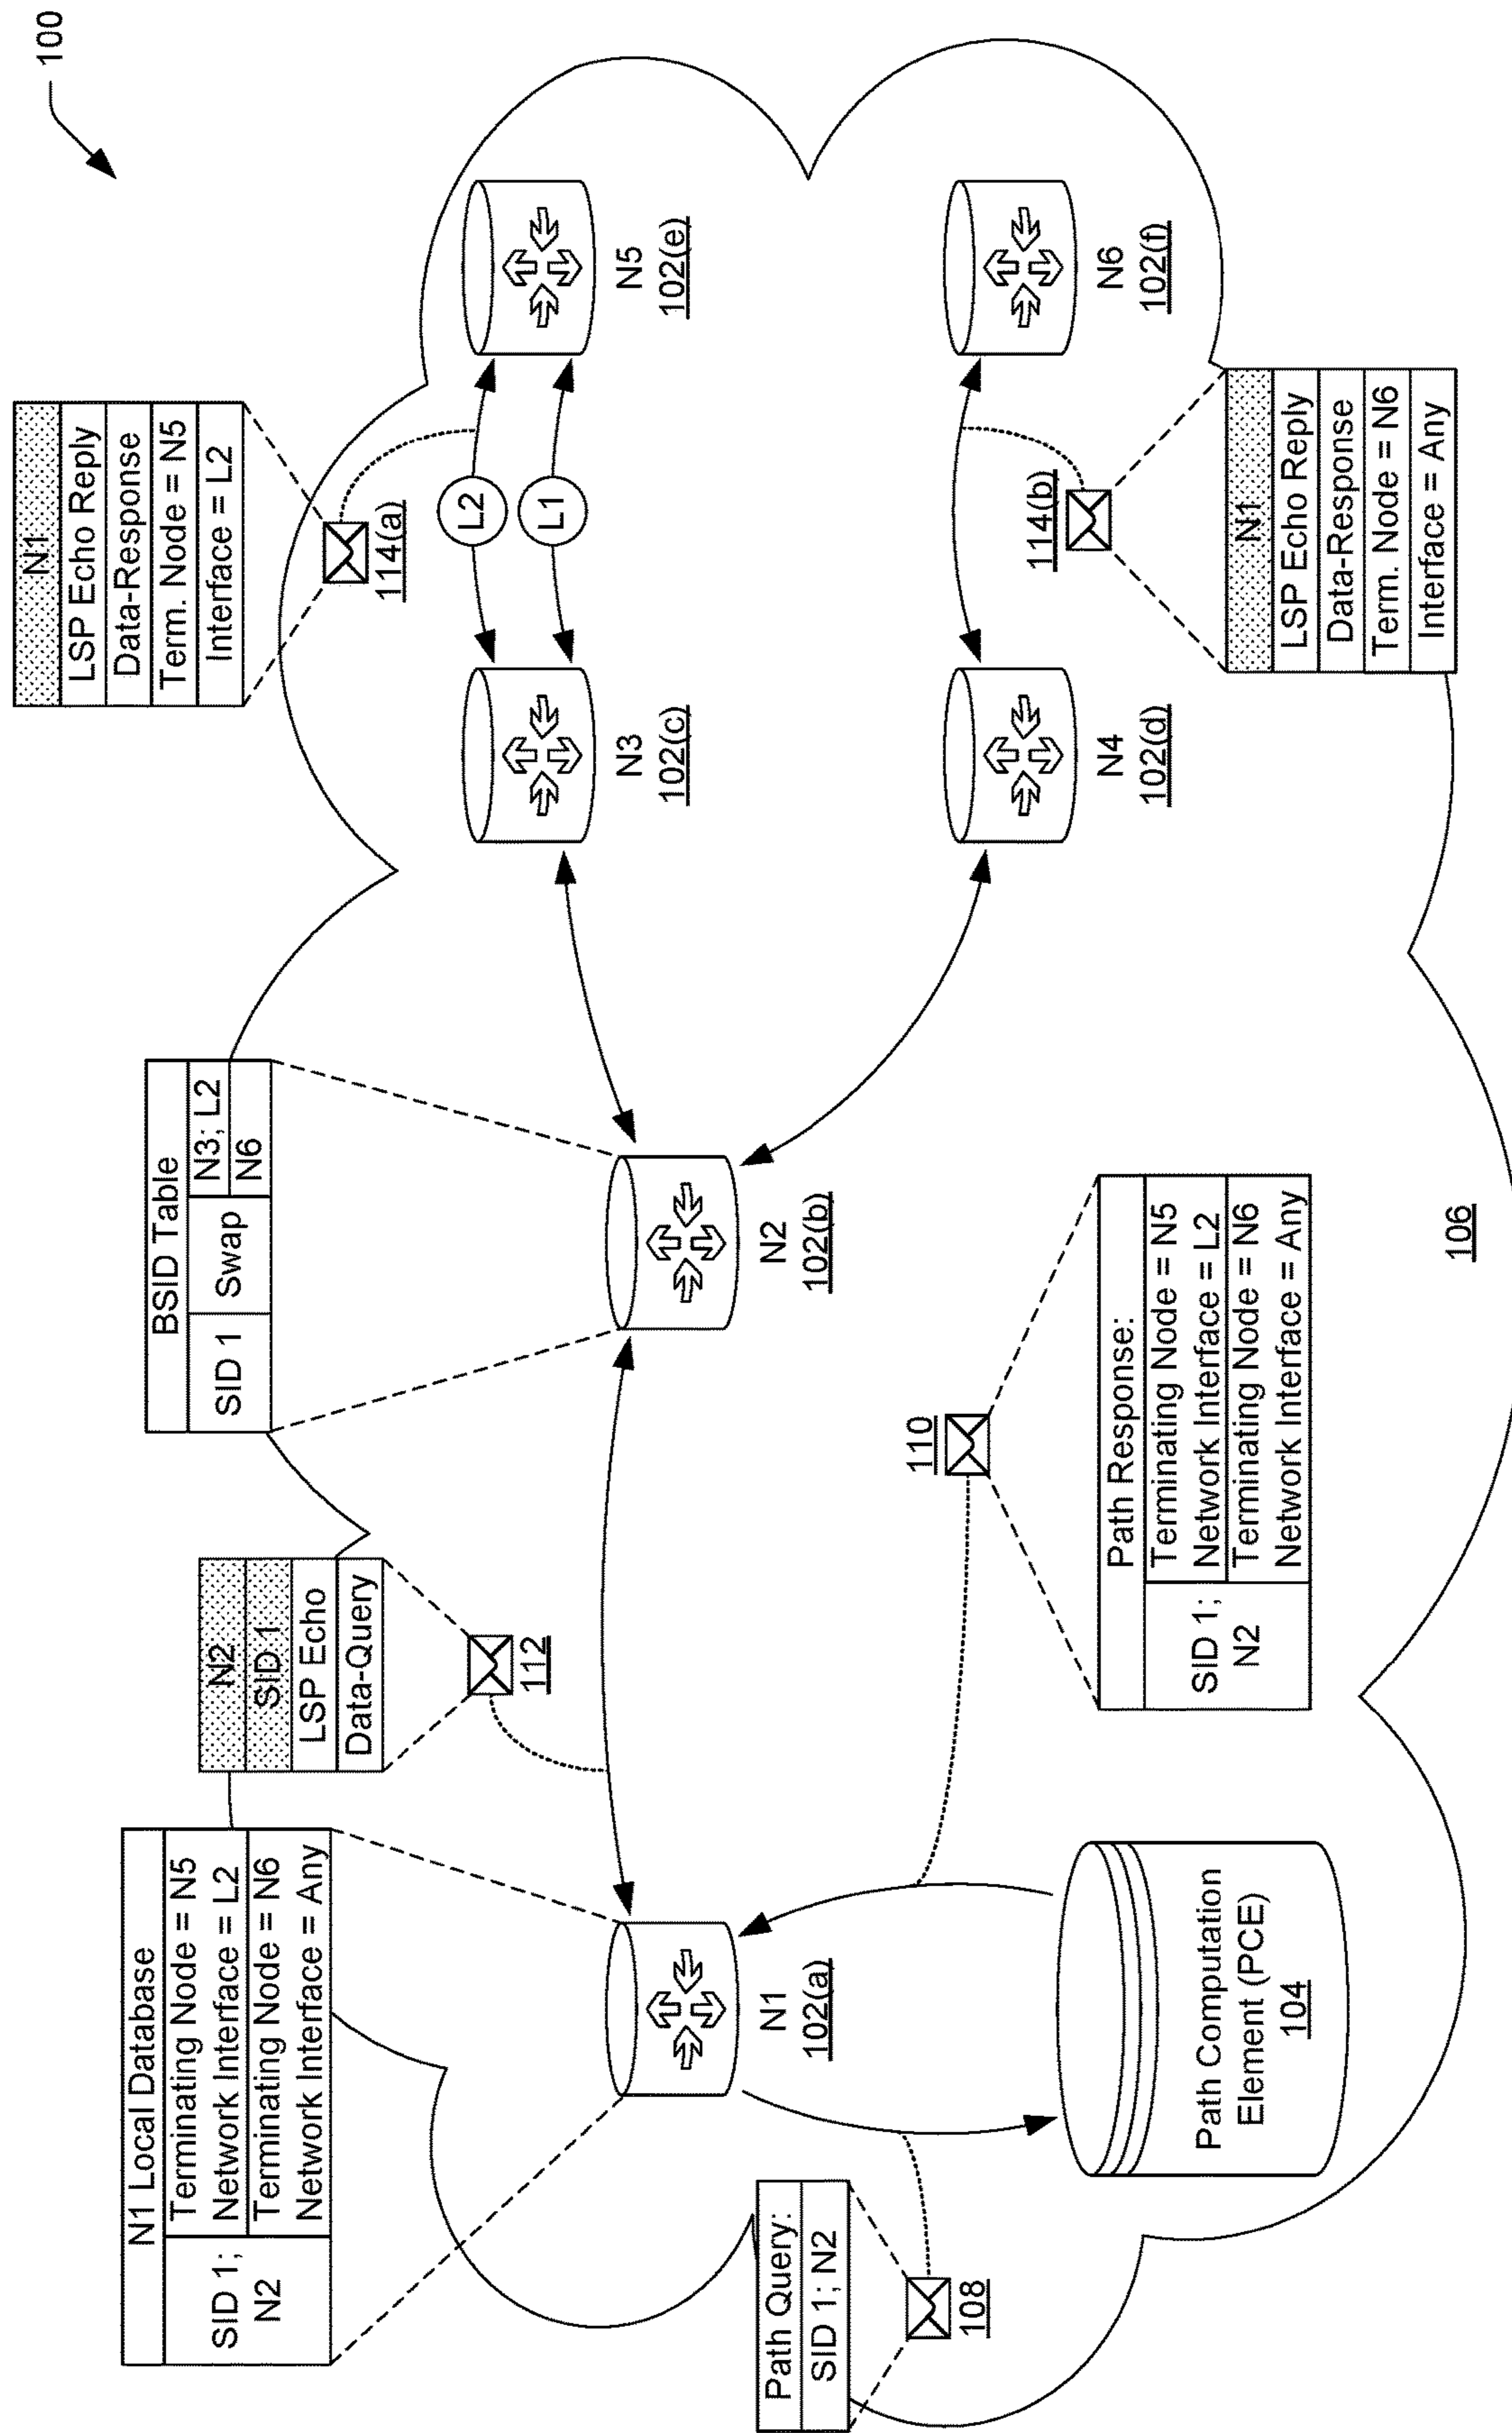 100
N1 Local Database
SID 1;
N2
Terminating Node = N5
Network Interface = L2
Terminating Node = N6
Network Interface = Any
N2
SID 1
LSP Echo
Data-Query
112
BSID Table
SID 1
Swap
N3; L2
N6
N1
LSP Echo Reply
Data-Response
Term. Node = N5
Interface = L2
114(a)
L2
L1
N1
102(a)
N2
102(b)
N3
102(c)
N5
102(e)
Path Query:
SID 1; N2
108
Path Computation
Element (PCE)
104
110
Path Response:
SID 1;
N2
Terminating Node = N5
Network Interface = L2
Terminating Node = N6
Network Interface = Any
N4
102(d)
N6
102(f)
114(b)
N1
LSP Echo Reply
Data-Response
Term. Node = N6
Interface = Any
106